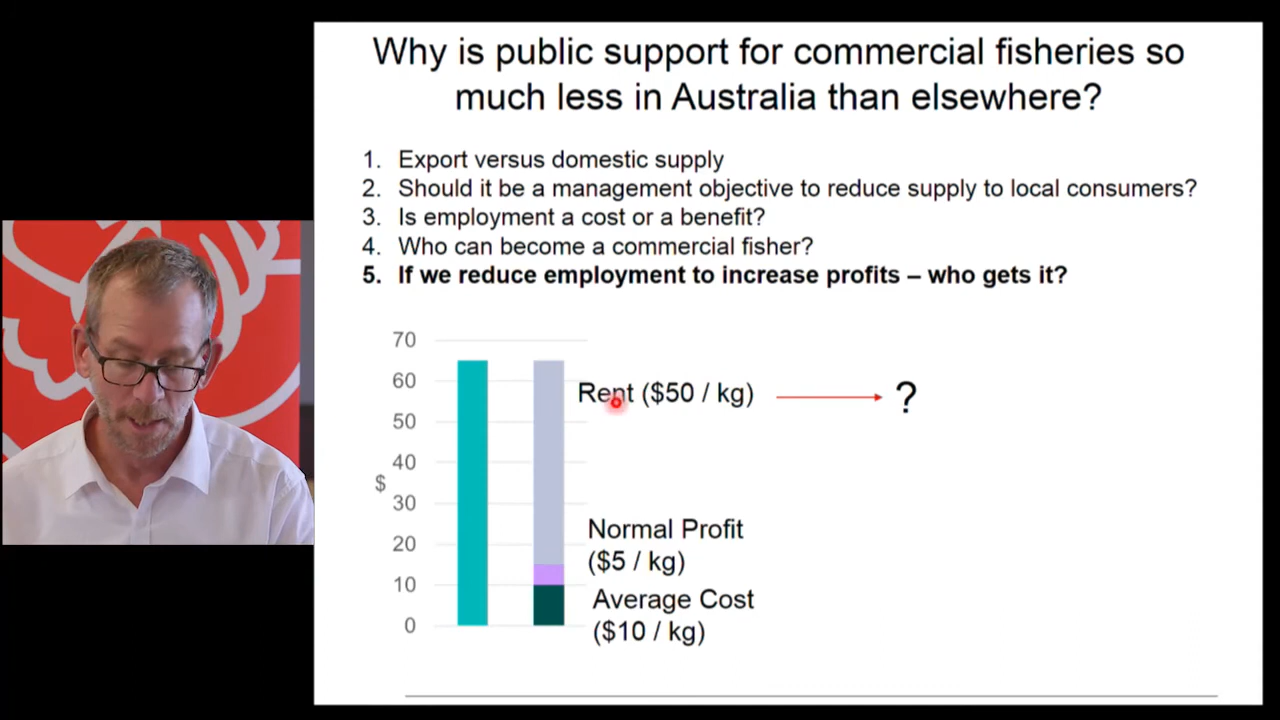 Why is public support for commercial fisheries so
much less in Australia than elsewhere?
1. Export versus domestic supply
2. Should it be a management objective to reduce supply to local consumers?
3. Is employment a cost or a benefit?
4. Who can become a commercial fisher?
5. If we reduce employment to increase profits – who gets it?
70
60
50
40
$
30
20
10
0
Rent ($50 / kg)
?
Normal Profit
($5 / kg)
Average Cost
($10 / kg)